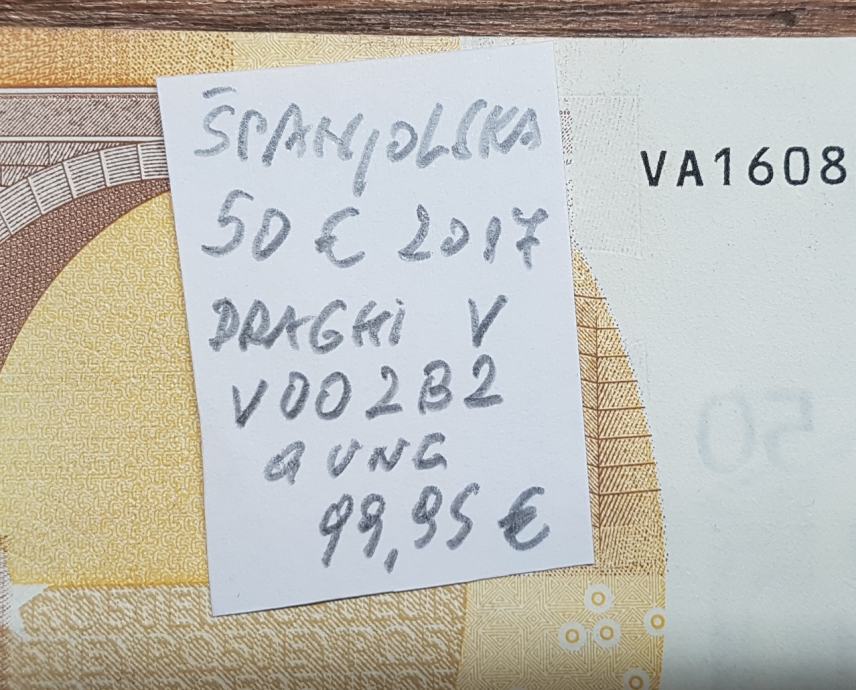 ŠPANJOLSKA
50 € 2017
DRAGHI V
V002B2
a UNC
99,95 €
VA1608
50